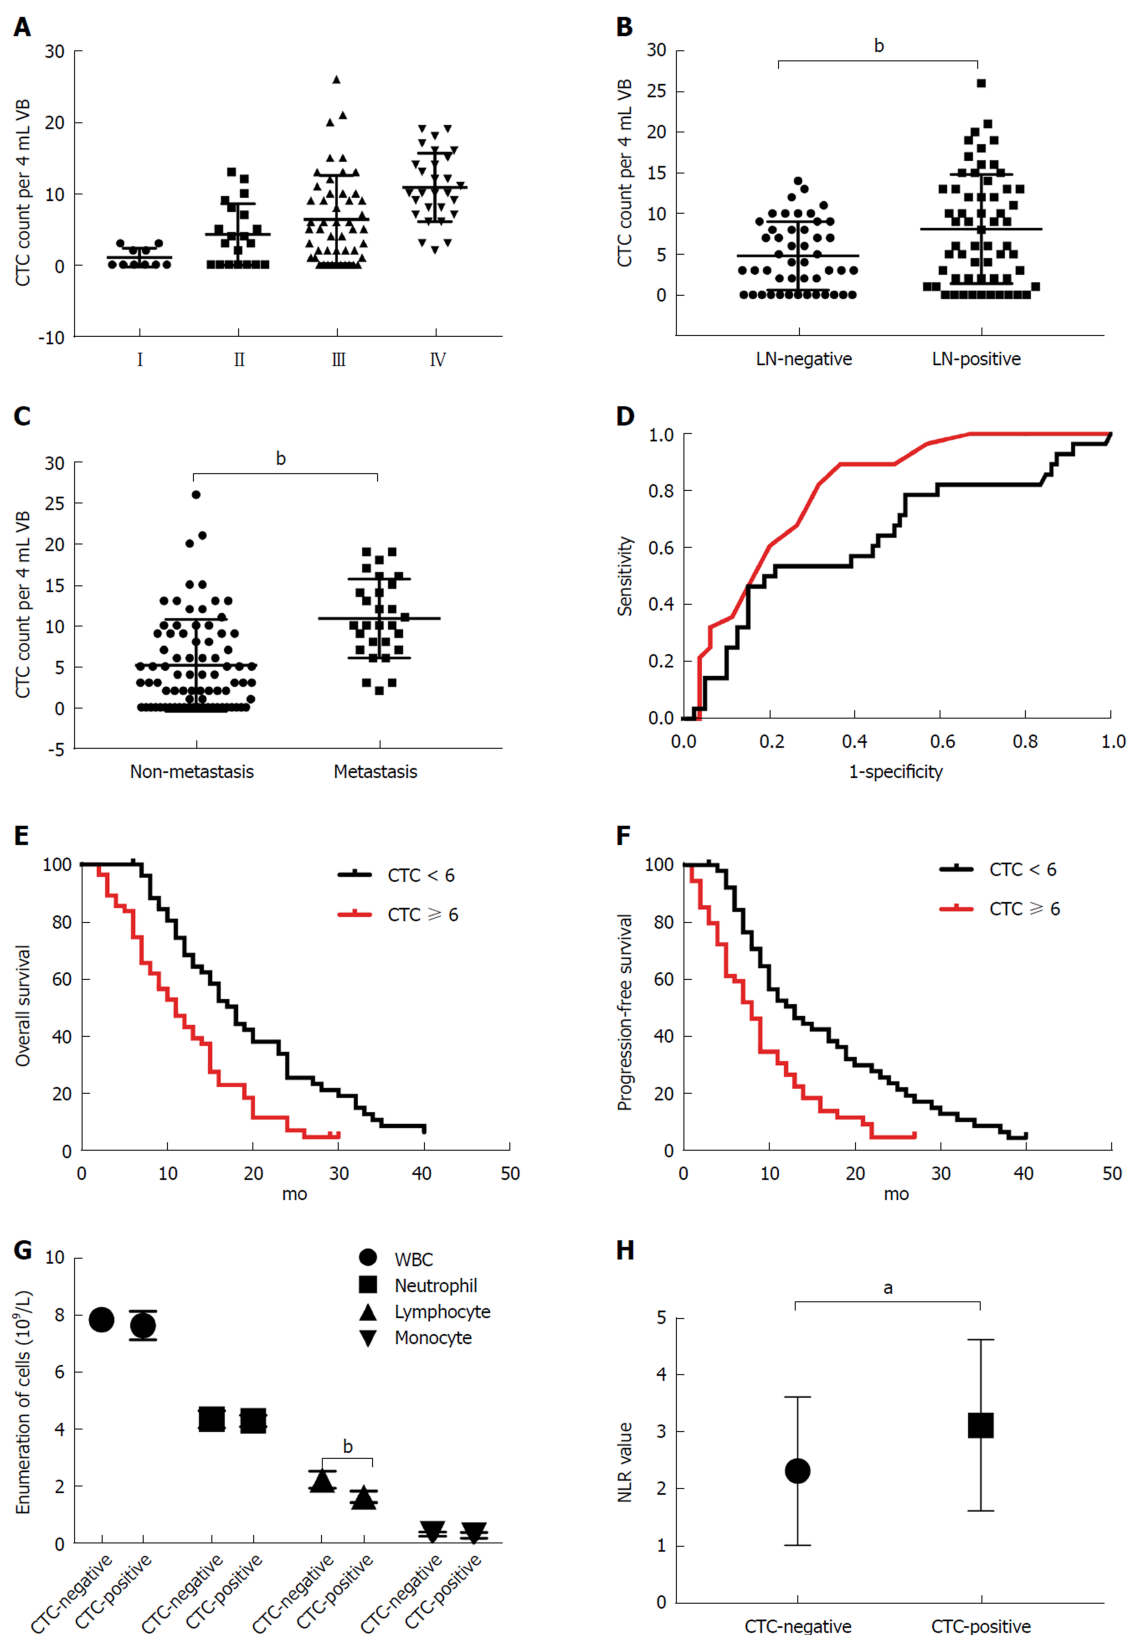 A
30
20
10
0
-10
CTC count per 4 mL VB
I II III IV
B
b
30
25
20
15
10
5
0
CTC count per 4 mL VB
LN-negative LN-positive
C
b
30
25
20
15
10
5
0
-5
CTC count per 4 mL VB
Non-metastasis Metastasis
D
1.0
0.8
0.6
0.4
0.2
0.0
Sensitivity
0.0 0.2 0.4 0.6 0.8 1.0
1-specificity
E
100
80
60
40
20
0
Overall survival
CTC < 6
CTC ⩾ 6
0 10 20 30 40 50
mo
F
100
80
60
40
20
0
Progression-free survival
CTC < 6
CTC ⩾ 6
0 10 20 30 40 50
mo
G
10
8
6
4
2
0
Enumeration of cells (10⁹/L)
WBC
Neutrophil
Lymphocyte
Monocyte
b
CTC-negative
CTC-positive
CTC-negative
CTC-positive
CTC-negative
CTC-positive
CTC-negative
CTC-positive
H
a
5
4
3
2
1
0
NLR value
CTC-negative CTC-positive